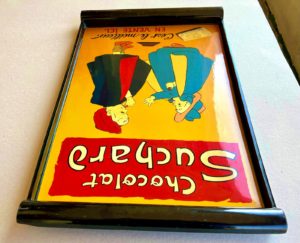 Chocolat
Suchard
C'est le meilleur
EN VENTE ICI.